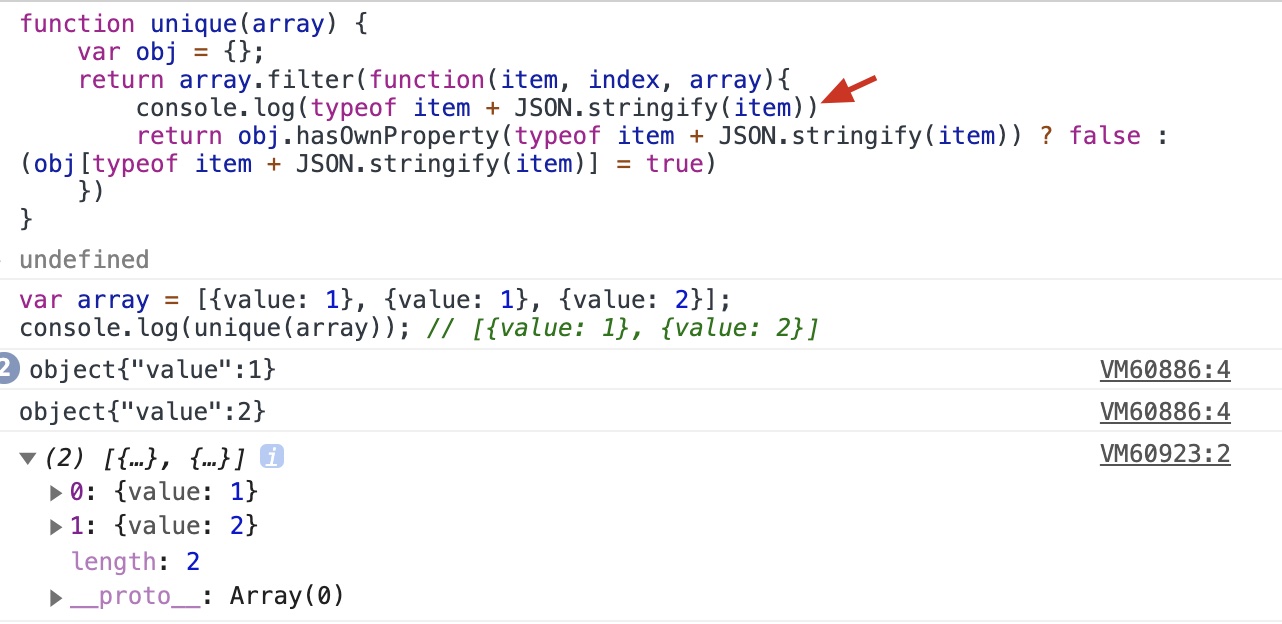 function unique(array) {
    var obj = {};
    return array.filter(function(item, index, array){
        console.log(typeof item + JSON.stringify(item))
        return obj.hasOwnProperty(typeof item + JSON.stringify(item)) ? false :
(obj[typeof item + JSON.stringify(item)] = true)
    })
}
undefined
var array = [{value: 1}, {value: 1}, {value: 2}];
console.log(unique(array)); // [{value: 1}, {value: 2}]
2 object{"value":1} VM60886:4
object{"value":2} VM60886:4
▼ (2) [{…}, {…}] i VM60923:2
▶ 0: {value: 1}
▶ 1: {value: 2}
length: 2
▶ __proto__: Array(0)